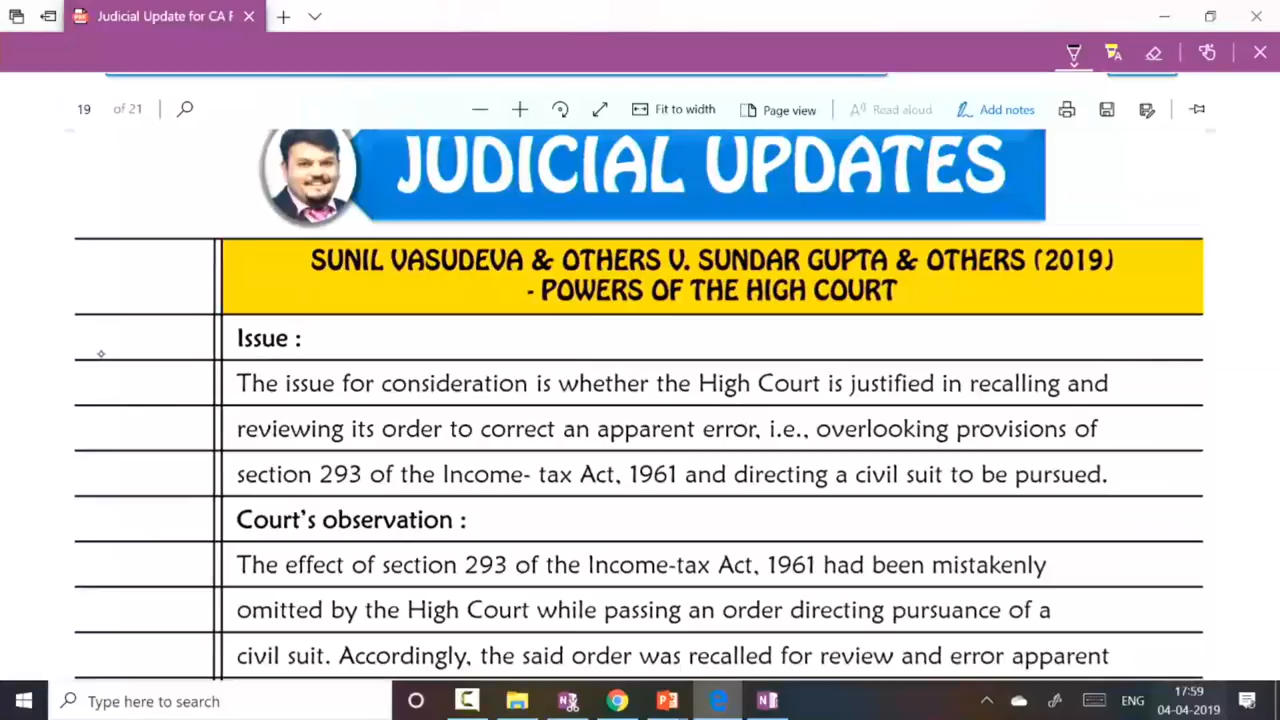 Judicial Update for CA F
19 of 21
Fit to width
Page view
Read aloud
Add notes
JUDICIAL UPDATES
SUNIL VASUDEVA & OTHERS V. SUNDAR GUPTA & OTHERS (2019)
- POWERS OF THE HIGH COURT
Issue :
The issue for consideration is whether the High Court is justified in recalling and
reviewing its order to correct an apparent error, i.e., overlooking provisions of
section 293 of the Income- tax Act, 1961 and directing a civil suit to be pursued.
Court's observation :
The effect of section 293 of the Income-tax Act, 1961 had been mistakenly
omitted by the High Court while passing an order directing pursuance of a
civil suit. Accordingly, the said order was recalled for review and error apparent
Type here to search
ENG
17:59
04-04-2019